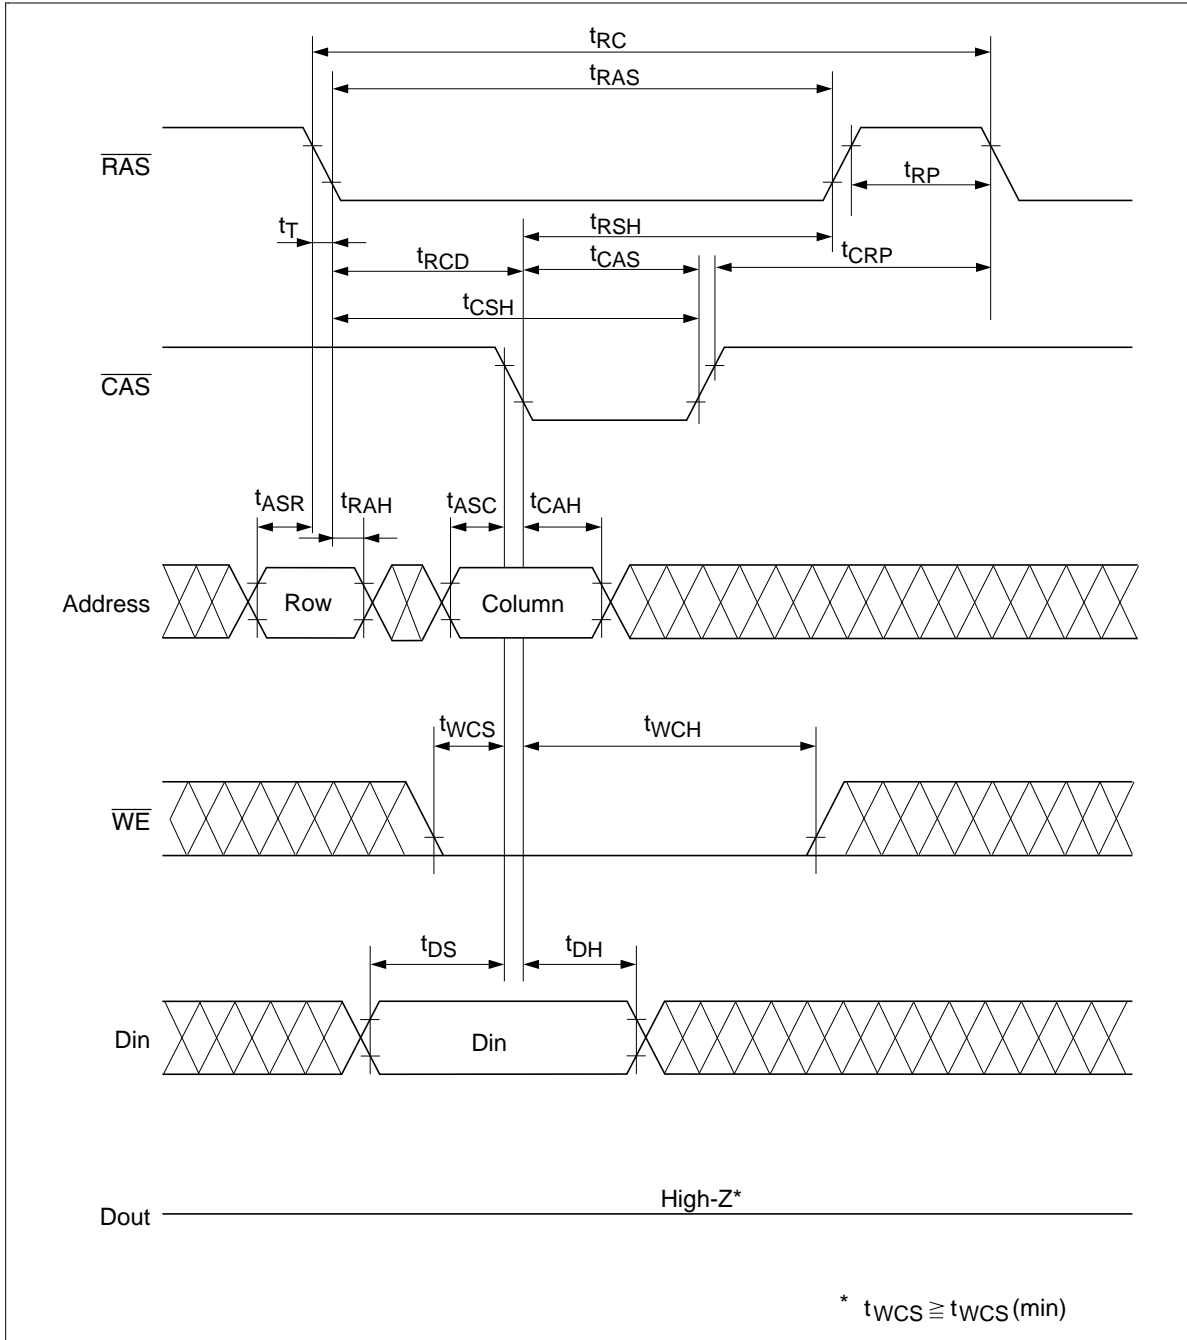 tRC
tRAS
RAS
tRP
tT
tRSH
tRCD
tCAS
tCRP
tCSH
CAS
tASR
tRAH
tASC
tCAH
Address
Row
Column
tWCS
tWCH
WE
tDS
tDH
Din
Din
High-Z*
Dout
* tWCS ≧ tWCS (min)